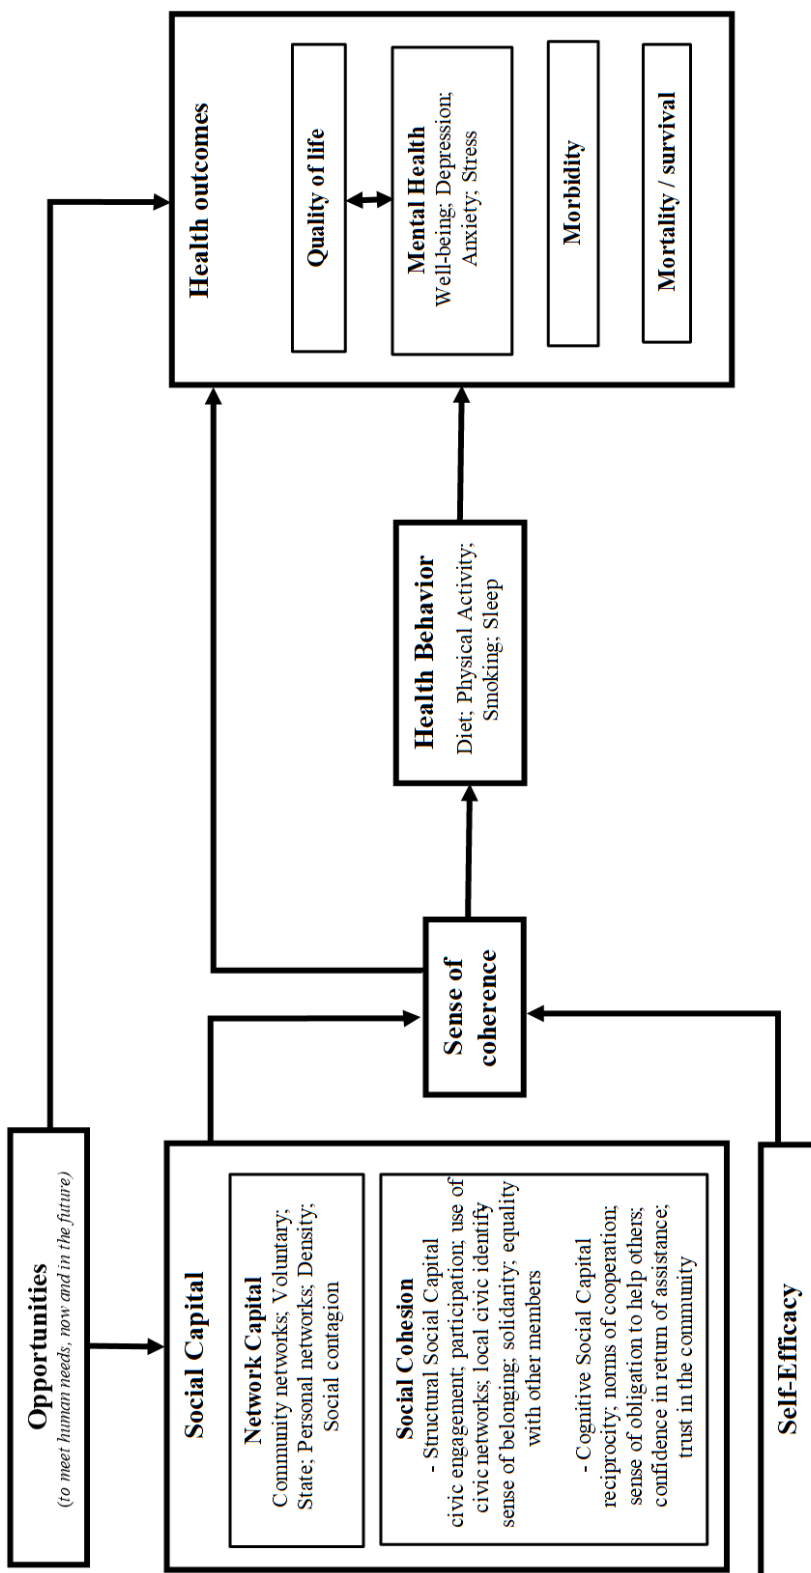 Opportunities
(to meet human needs, now and in the future)
Social Capital
Network Capital
Community networks; Voluntary;
State; Personal networks; Density;
Social contagion
Social Cohesion
- Structural Social Capital
civic engagement; participation; use of
civic networks; local civic identify
sense of belonging; solidarity; equality
with other members
- Cognitive Social Capital
reciprocity; norms of cooperation;
sense of obligation to help others;
confidence in return of assistance;
trust in the community
Self-Efficacy
Sense of
coherence
Health Behavior
Diet; Physical Activity;
Smoking; Sleep
Health outcomes
Quality of life
Mental Health
Well-being; Depression;
Anxiety; Stress
Morbidity
Mortality / survival